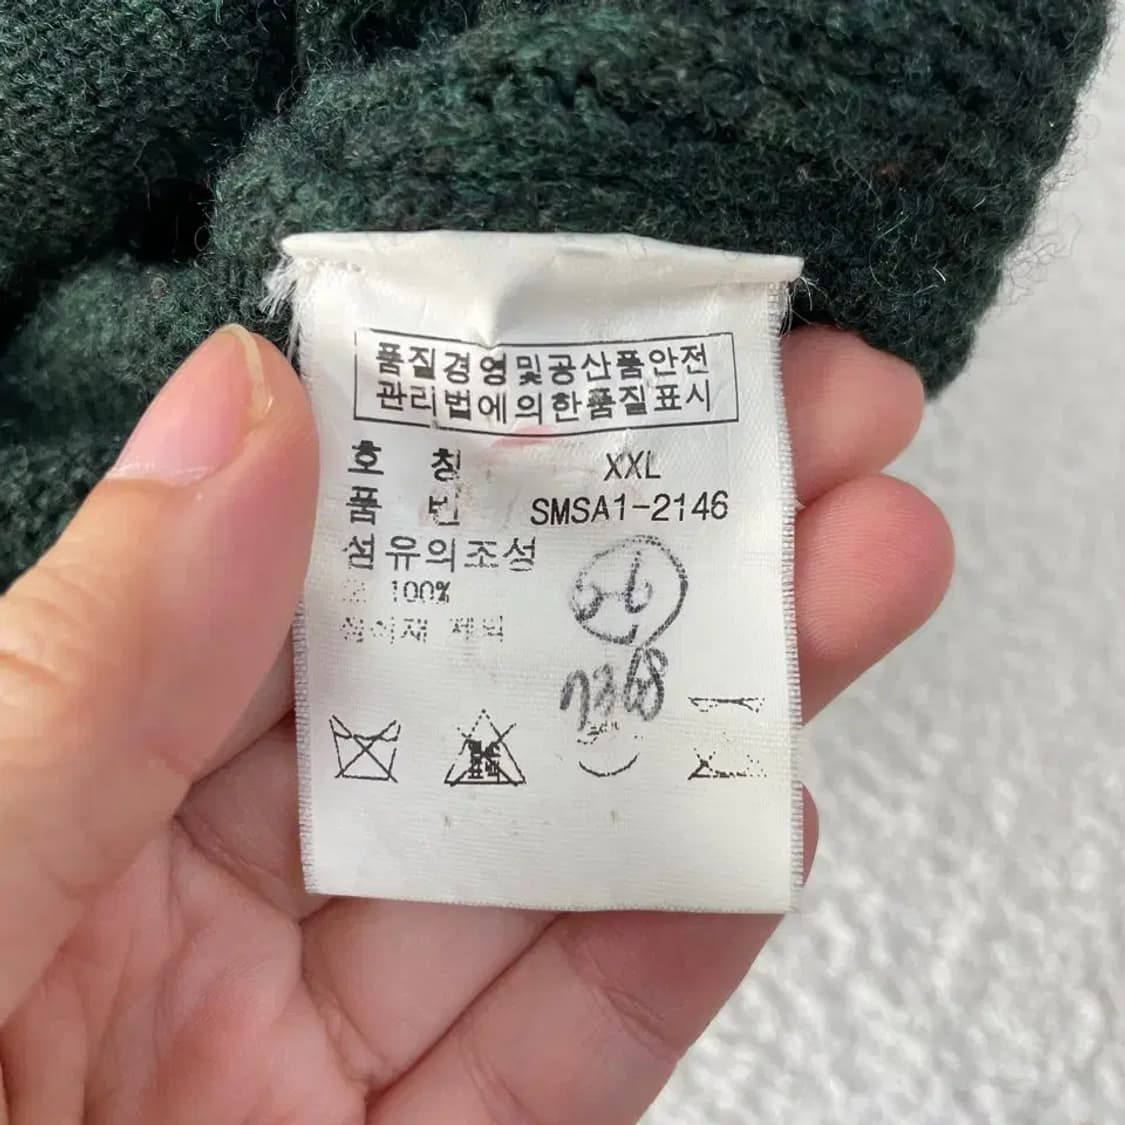 품질경영및공산품안전
관리법에의한품질표시
호 칭 XXL
품 번 SMSA1-2146
섬유의조성
100%
7368